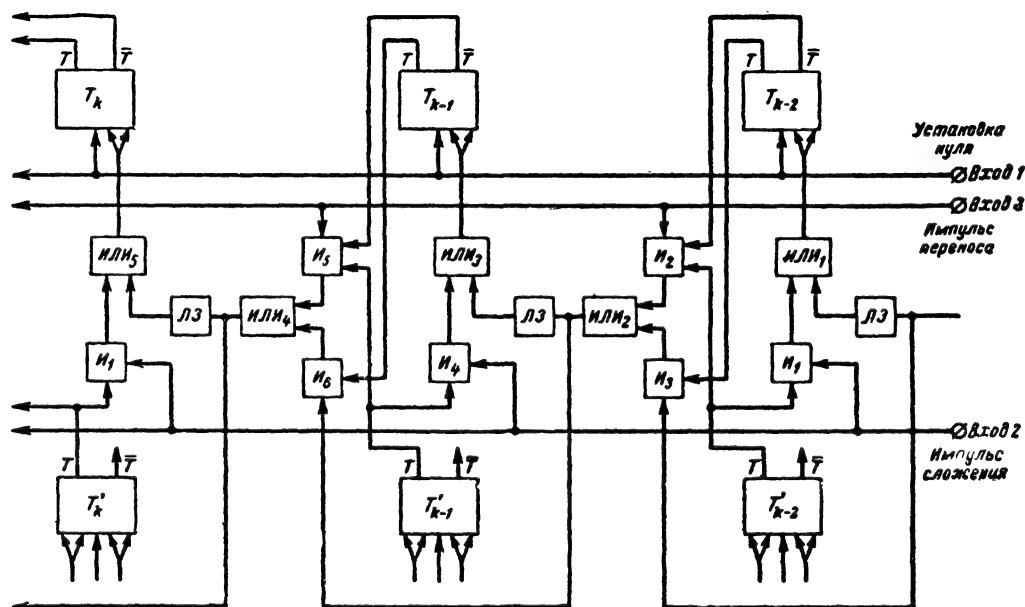 T T̄ T T̄ T T̄
T_k T_{k-1} T_{k-2}
Установка
нуля
Вход 1
Вход 3
Импульс
переноса
ИЛИ_5 И_5 ИЛИ_3 И_2 ИЛИ_1
ЛЗ ИЛИ_4 ЛЗ ИЛИ_2 ЛЗ
И_1 И_6 И_4 И_3 И_1
Вход 2
Импульс
сложения
T T̄ T T̄ T T̄
T'_k T'_{k-1} T'_{k-2}